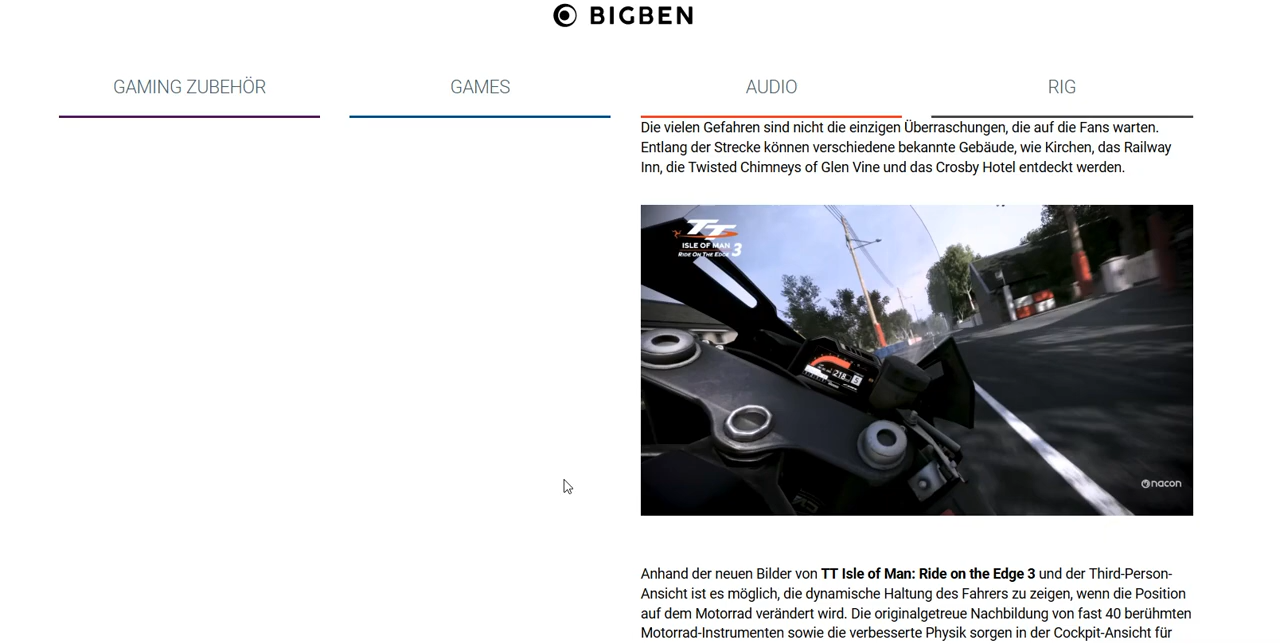 BIGBEN
GAMING ZUBEHÖR
GAMES
AUDIO
RIG
Die vielen Gefahren sind nicht die einzigen Überraschungen, die auf die Fans warten.
Entlang der Strecke können verschiedene bekannte Gebäude, wie Kirchen, das Railway
Inn, die Twisted Chimneys of Glen Vine und das Crosby Hotel entdeckt werden.
TT
ISLE OF MAN
RIDE ON THE EDGE 3
218
5
nacon
Anhand der neuen Bilder von TT Isle of Man: Ride on the Edge 3 und der Third-Person-
Ansicht ist es möglich, die dynamische Haltung des Fahrers zu zeigen, wenn die Position
auf dem Motorrad verändert wird. Die originalgetreue Nachbildung von fast 40 berühmten
Motorrad-Instrumenten sowie die verbesserte Physik sorgen in der Cockpit-Ansicht für